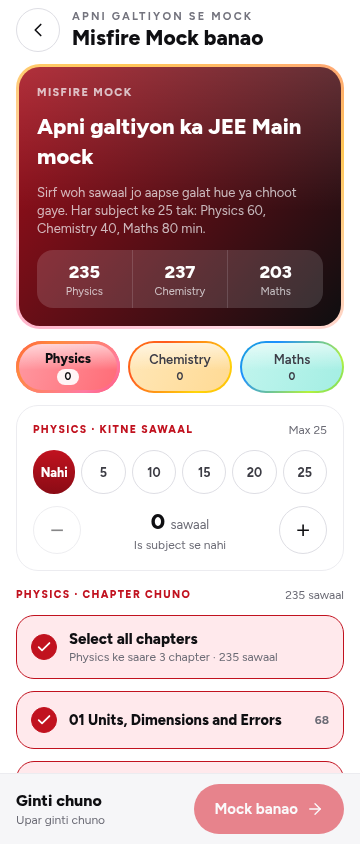 APNI GALTIYON SE MOCK
Misfire Mock banao
MISFIRE MOCK
Apni galtiyon ka JEE Main
mock
Sirf woh sawaal jo aapse galat hue ya chhoot
gaye. Har subject ke 25 tak: Physics 60,
Chemistry 40, Maths 80 min.
235 237 203
Physics Chemistry Maths
Physics Chemistry Maths
0 0 0
PHYSICS · KITNE SAWAAL Max 25
Nahi 5 10 15 20 25
− 0 sawaal +
Is subject se nahi
PHYSICS · CHAPTER CHUNO 235 sawaal
Select all chapters
Physics ke saare 3 chapter · 235 sawaal
01 Units, Dimensions and Errors 68
Ginti chuno
Upar ginti chuno
Mock banao →